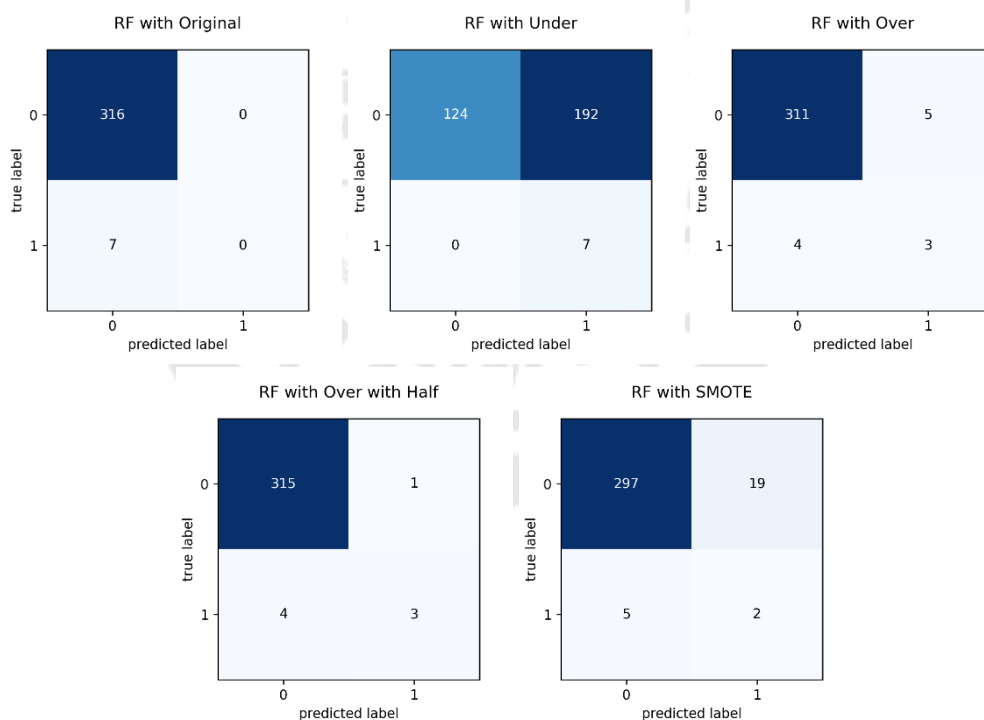 RF with Original
0
316
0
true label
1
7
0
0
1
predicted label
RF with Under
0
124
192
true label
1
0
7
0
1
predicted label
RF with Over
0
311
5
true label
1
4
3
0
1
predicted label
RF with Over with Half
0
315
1
true label
1
4
3
0
1
predicted label
RF with SMOTE
0
297
19
true label
1
5
2
0
1
predicted label